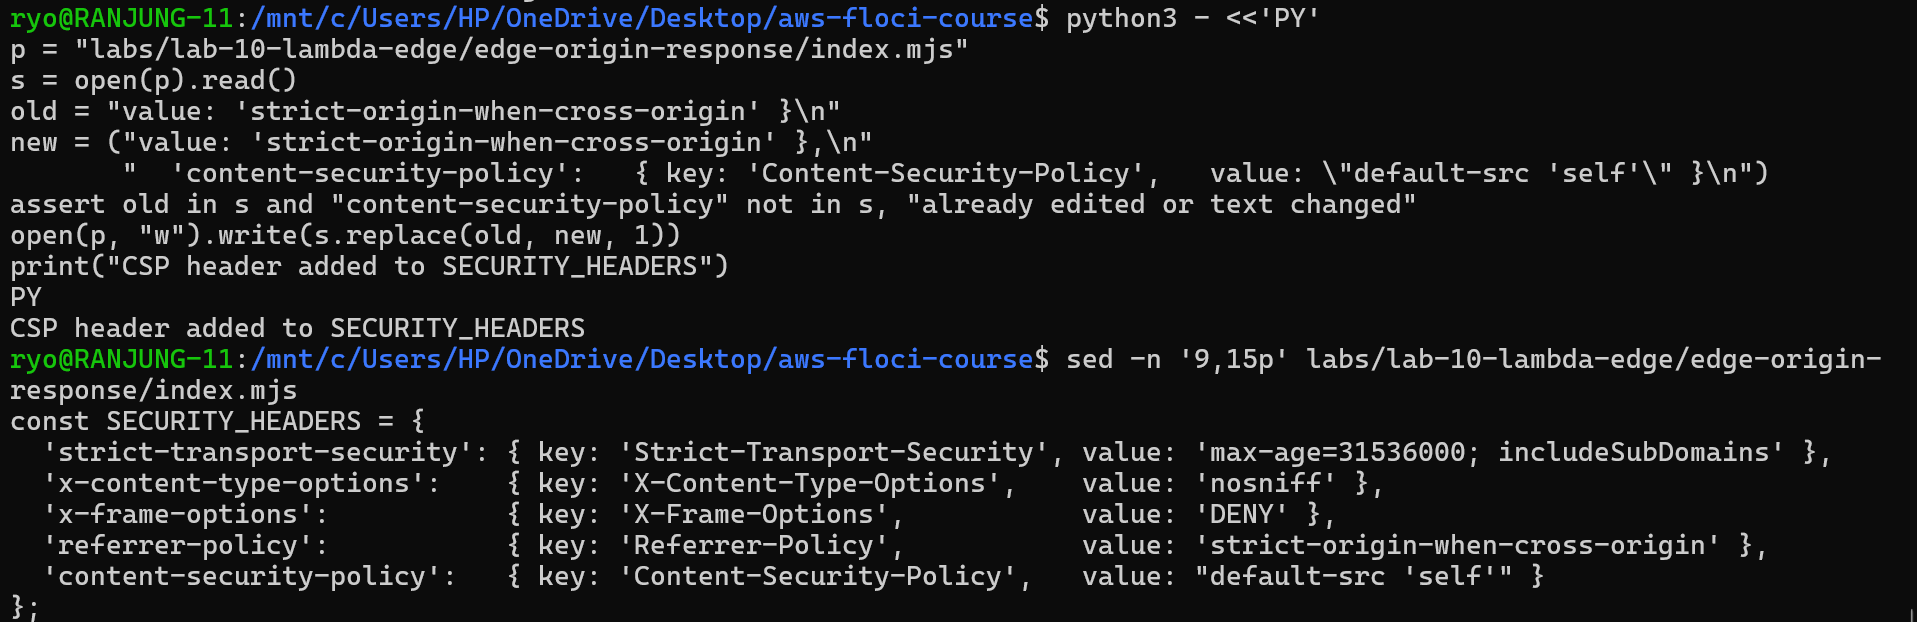 ryo@RANJUNG-11:/mnt/c/Users/HP/OneDrive/Desktop/aws-floci-course$ python3 - <<'PY'
p = "labs/lab-10-lambda-edge/edge-origin-response/index.mjs"
s = open(p).read()
old = "value: 'strict-origin-when-cross-origin' }\n"
new = ("value: 'strict-origin-when-cross-origin' },\n"
       "  'content-security-policy':   { key: 'Content-Security-Policy',   value: \"default-src 'self'\" }\n")
assert old in s and "content-security-policy" not in s, "already edited or text changed"
open(p, "w").write(s.replace(old, new, 1))
print("CSP header added to SECURITY_HEADERS")
PY
CSP header added to SECURITY_HEADERS
ryo@RANJUNG-11:/mnt/c/Users/HP/OneDrive/Desktop/aws-floci-course$ sed -n '9,15p' labs/lab-10-lambda-edge/edge-origin-
response/index.mjs
const SECURITY_HEADERS = {
  'strict-transport-security': { key: 'Strict-Transport-Security', value: 'max-age=31536000; includeSubDomains' },
  'x-content-type-options':    { key: 'X-Content-Type-Options',    value: 'nosniff' },
  'x-frame-options':           { key: 'X-Frame-Options',           value: 'DENY' },
  'referrer-policy':           { key: 'Referrer-Policy',           value: 'strict-origin-when-cross-origin' },
  'content-security-policy':   { key: 'Content-Security-Policy',   value: "default-src 'self'" }
};